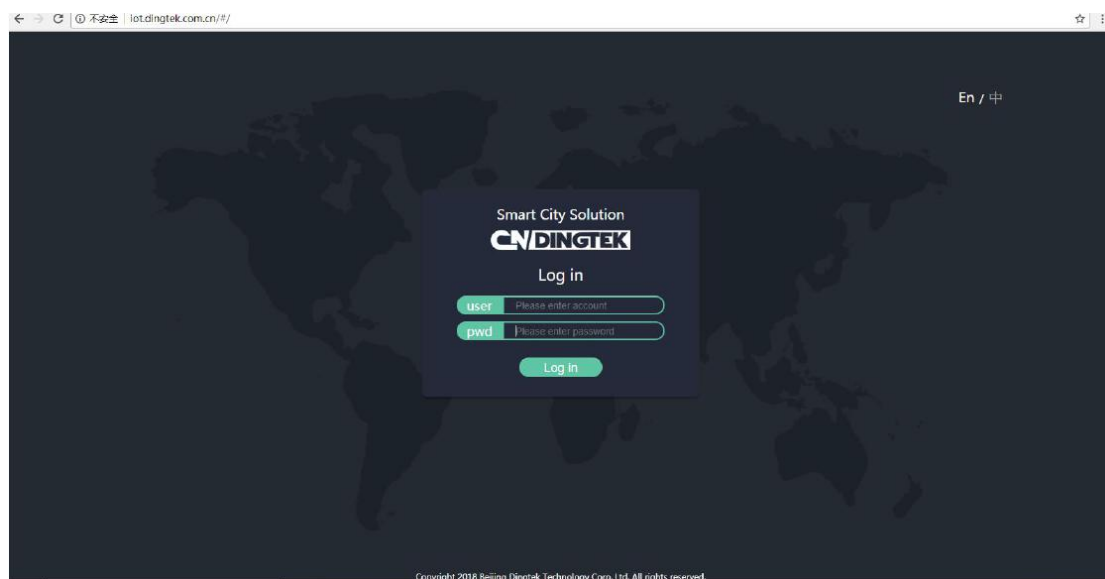 不安全 iot.dingtek.com.cn/#/
En / 中
Smart City Solution
CN/DINGTEK
Log in
user Please enter account
pwd Please enter password
Log In
Copyright 2018 Beijing Dingtek Technology Corp. Ltd. All rights reserved.